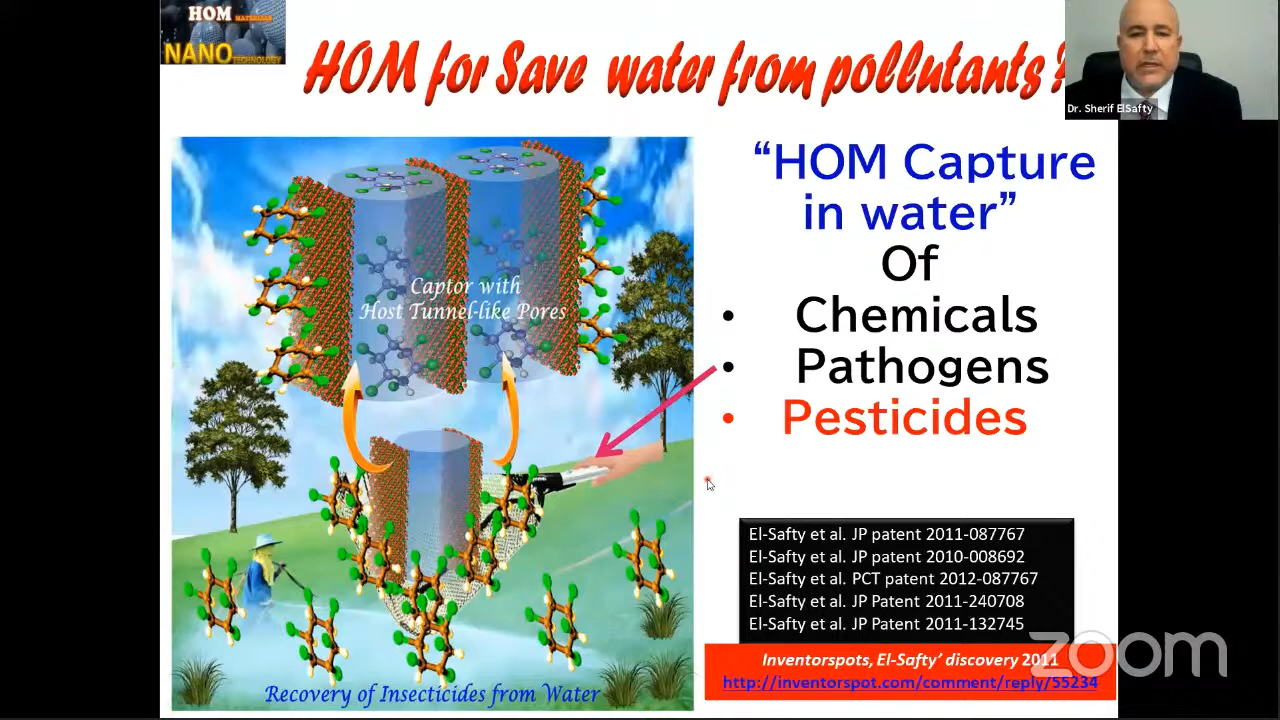 HOM MATERIALS
NANO TECHNOLOGY
HOM for Save water from pollutants?
Dr. Sherif ElSafty
“HOM Capture
in water”
Of
• Chemicals
• Pathogens
• Pesticides
Captor with
Host Tunnel-like Pores
Recovery of Insecticides from Water
El-Safty et al. JP patent 2011-087767
El-Safty et al. JP patent 2010-008692
El-Safty et al. PCT patent 2012-087767
El-Safty et al. JP Patent 2011-240708
El-Safty et al. JP Patent 2011-132745
Inventorspots, El-Safty’ discovery 2011
http://inventorspot.com/comment/reply/55234
zoom